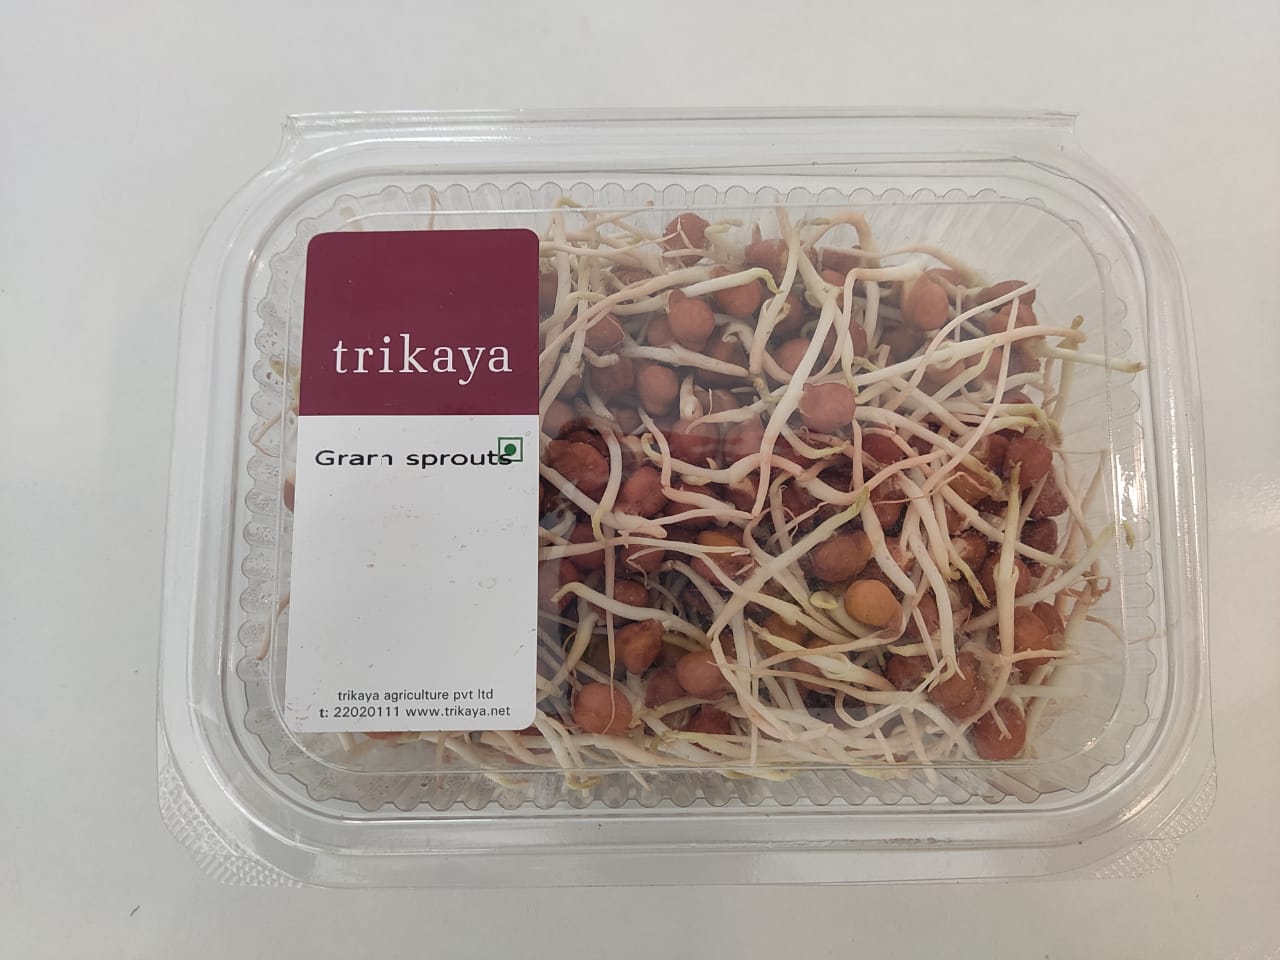 trikaya
Gram sprouts
trikaya agriculture pvt ltd
t: 22020111 www.trikaya.net